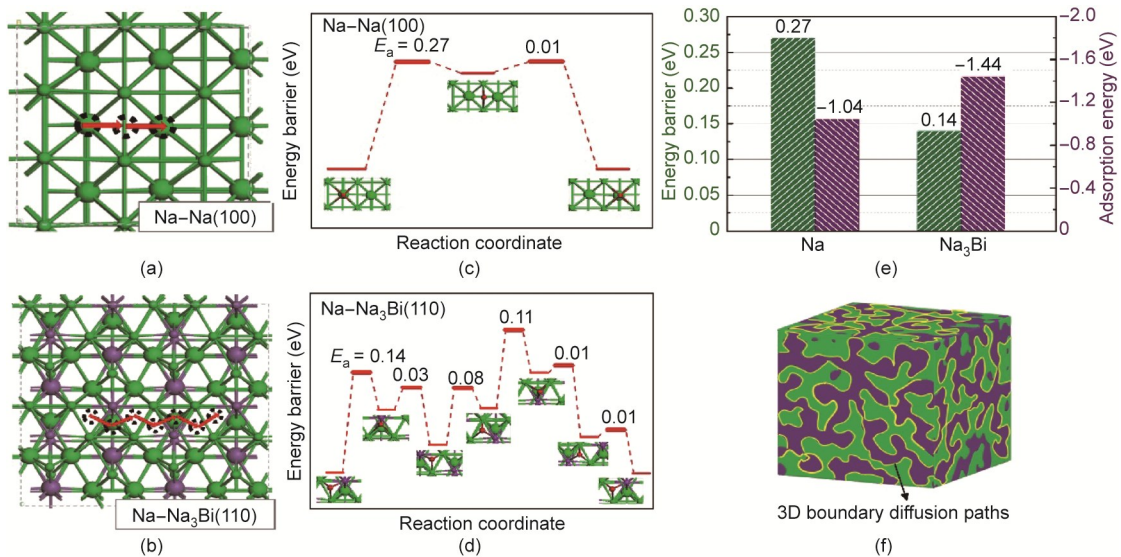 Na–Na(100)
(a)
Na–Na(100)
Eₐ = 0.27
0.01
Energy barrier (eV)
Reaction coordinate
(c)
0.30
0.25
0.20
0.15
0.10
0.05
0
Energy barrier (eV)
0.27
–1.04
0.14
–1.44
Na
Na₃Bi
–2.0
–1.6
–1.2
–0.8
–0.4
0
Adsorption energy (eV)
(e)
Na–Na₃Bi(110)
(b)
Na–Na₃Bi(110)
Eₐ = 0.14
0.03
0.08
0.11
0.01
0.01
Energy barrier (eV)
Reaction coordinate
(d)
3D boundary diffusion paths
(f)